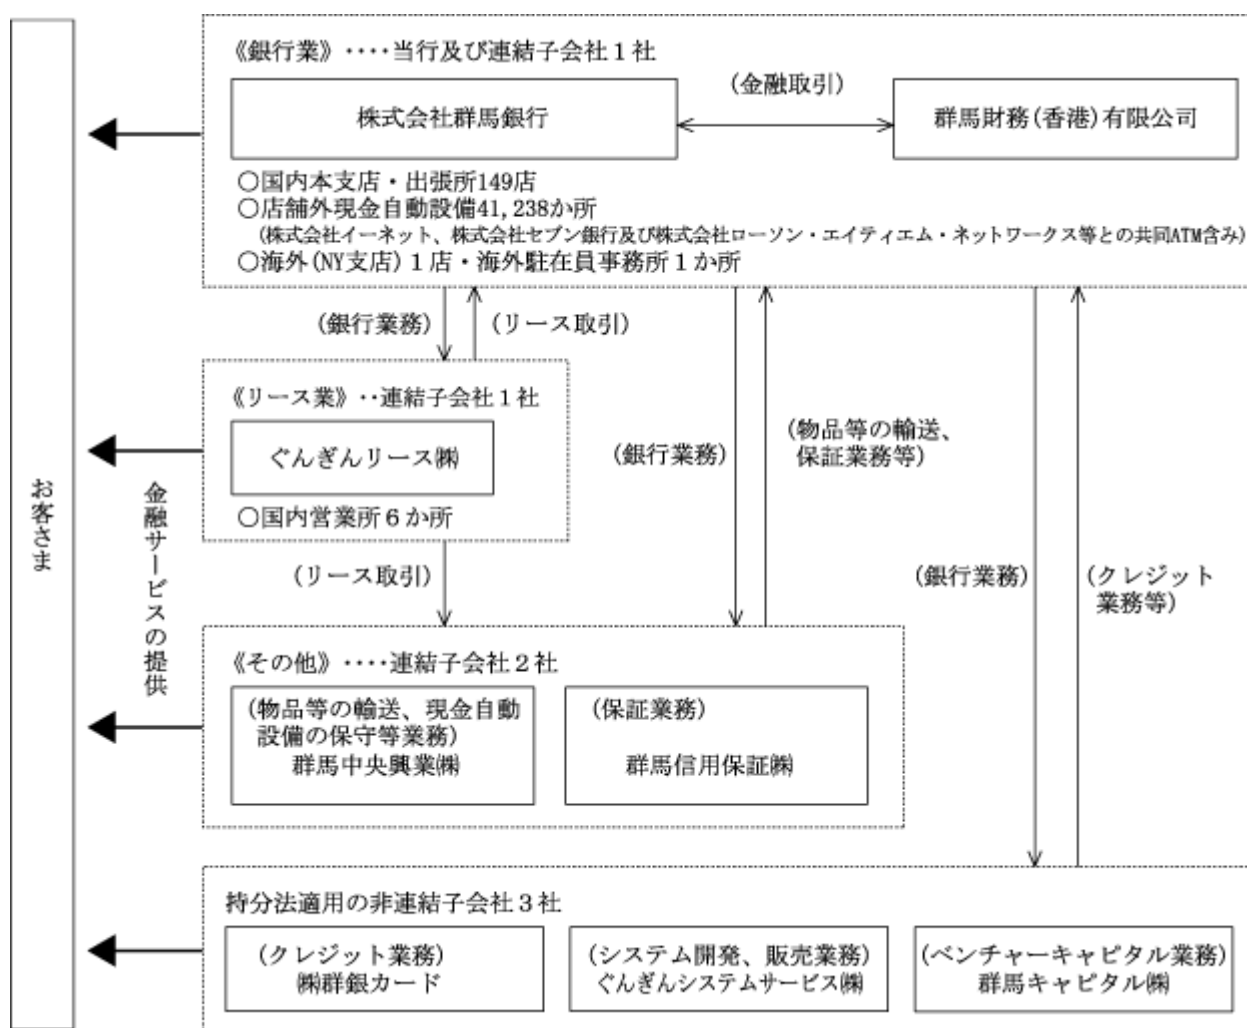 《銀行業》‥‥当行及び連結子会社１社
(金融取引)
株式会社群馬銀行
群馬財務(香港)有限公司
○国内本支店・出張所149店
○店舗外現金自動設備41,238か所
(株式会社イーネット、株式会社セブン銀行及び株式会社ローソン・エイティエム・ネットワークス等との共同ATM含み)
○海外(NY支店)１店・海外駐在員事務所１か所
(銀行業務)
(リース取引)
《リース業》‥連結子会社１社
ぐんぎんリース㈱
○国内営業所６か所
(銀行業務)
(物品等の輸送、
保証業務等)
(リース取引)
(銀行業務)
(クレジット
業務等)
お客さま
金融サービスの提供
《その他》‥‥連結子会社２社
(物品等の輸送、現金自動
設備の保守等業務)
群馬中央興業㈱
(保証業務)
群馬信用保証㈱
持分法適用の非連結子会社３社
(クレジット業務)
㈱群銀カード
(システム開発、販売業務)
ぐんぎんシステムサービス㈱
(ベンチャーキャピタル業務)
群馬キャピタル㈱